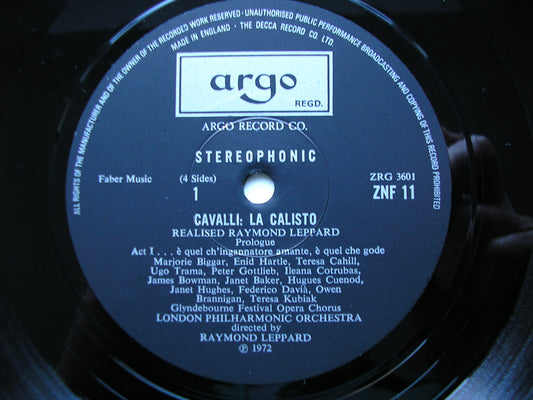 ALL RIGHTS OF THE MANUFACTURER AND OF THE OWNER OF THE RECORDED WORK RESERVED · UNAUTHORISED PUBLIC PERFORMANCE BROADCASTING AND COPYING OF THIS RECORD PROHIBITED
MADE IN ENGLAND · THE DECCA RECORD CO. LTD.
argo
REGD.
ARGO RECORD CO.
STEREOPHONIC
Faber Music (4 Sides) ZRG 3601
1 ZNF 11
CAVALLI: LA CALISTO
REALISED RAYMOND LEPPARD
Prologue
Act I . . . è quel ch'ingannatore amante, è quel che gode
Marjorie Biggar, Enid Hartle, Teresa Cahill,
Ugo Trama, Peter Gottlieb, Ileana Cotrubas,
James Bowman, Janet Baker, Hugues Cuenod,
Janet Hughes, Federico Davià, Owen
Brannigan, Teresa Kubiak
Glyndebourne Festival Opera Chorus
LONDON PHILHARMONIC ORCHESTRA
directed by
RAYMOND LEPPARD
℗ 1972